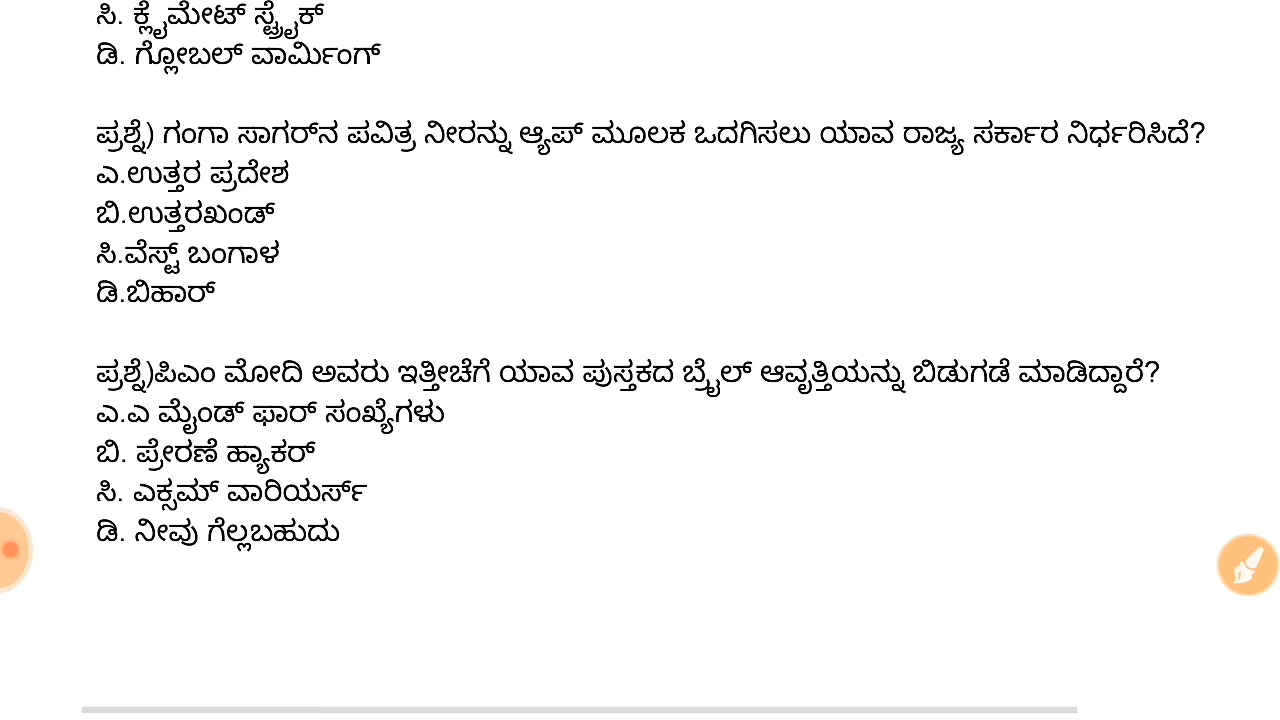 ಸಿ. ಕ್ಲೈಮೇಟ್ ಸ್ಟ್ರೈಕ್
ಡಿ. ಗ್ಲೋಬಲ್ ವಾರ್ಮಿಂಗ್
ಪ್ರಶ್ನೆ) ಗಂಗಾ ಸಾಗರ್‌ನ ಪವಿತ್ರ ನೀರನ್ನು ಆ್ಯಪ್ ಮೂಲಕ ಒದಗಿಸಲು ಯಾವ ರಾಜ್ಯ ಸರ್ಕಾರ ನಿರ್ಧರಿಸಿದೆ?
ಎ.ಉತ್ತರ ಪ್ರದೇಶ
ಬಿ.ಉತ್ತರಖಂಡ್
ಸಿ.ವೆಸ್ಟ್ ಬಂಗಾಳ
ಡಿ.ಬಿಹಾರ್
ಪ್ರಶ್ನೆ)ಪಿಎಂ ಮೋದಿ ಅವರು ಇತ್ತೀಚೆಗೆ ಯಾವ ಪುಸ್ತಕದ ಬ್ರೈಲ್ ಆವೃತ್ತಿಯನ್ನು ಬಿಡುಗಡೆ ಮಾಡಿದ್ದಾರೆ?
ಎ.ಎ ಮೈಂಡ್ ಫಾರ್ ಸಂಖ್ಯೆಗಳು
ಬಿ. ಪ್ರೇರಣೆ ಹ್ಯಾಕರ್
ಸಿ. ಎಕ್ಸಮ್ ವಾರಿಯರ್ಸ್
ಡಿ. ನೀವು ಗೆಲ್ಲಬಹುದು